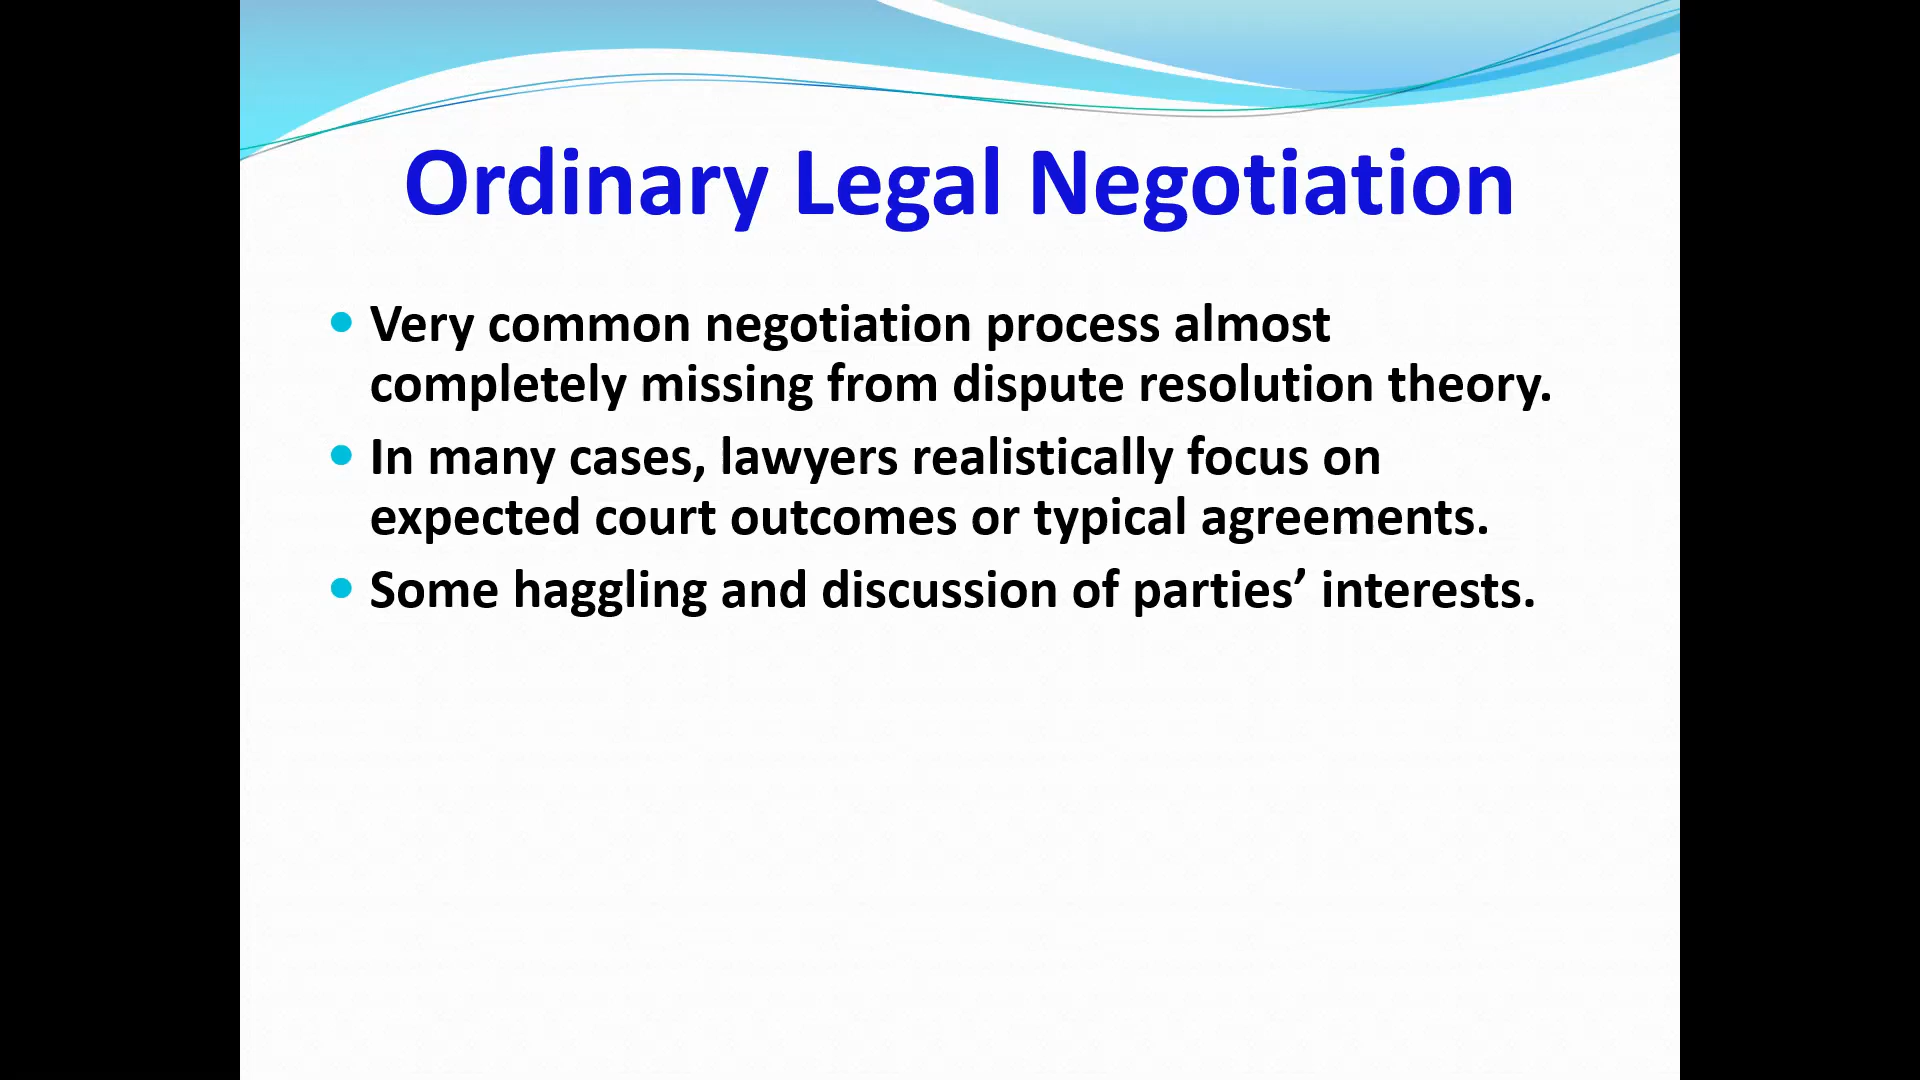 Ordinary Legal Negotiation
• Very common negotiation process almost
completely missing from dispute resolution theory.
• In many cases, lawyers realistically focus on
expected court outcomes or typical agreements.
• Some haggling and discussion of parties’ interests.